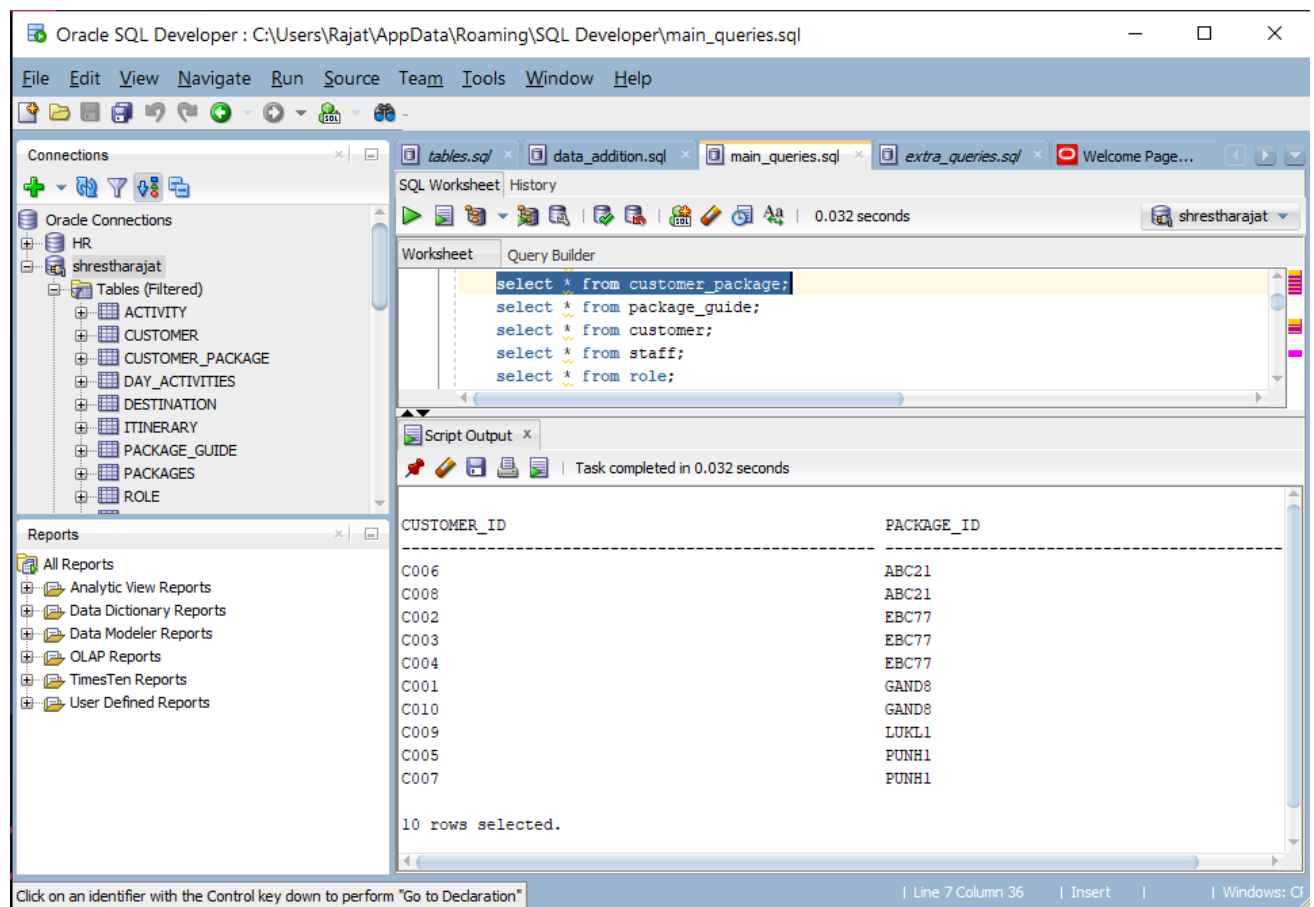 Oracle SQL Developer : C:\Users\Rajat\AppData\Roaming\SQL Developer\main_queries.sql
File Edit View Navigate Run Source Team Tools Window Help
Connections
Oracle Connections
HR
shrestharajat
Tables (Filtered)
ACTIVITY
CUSTOMER
CUSTOMER_PACKAGE
DAY_ACTIVITIES
DESTINATION
ITINERARY
PACKAGE_GUIDE
PACKAGES
ROLE
Reports
All Reports
Analytic View Reports
Data Dictionary Reports
Data Modeler Reports
OLAP Reports
TimesTen Reports
User Defined Reports
tables.sql data_addition.sql main_queries.sql extra_queries.sql Welcome Page...
SQL Worksheet History
0.032 seconds shrestharajat
Worksheet Query Builder
select * from customer_package;
select * from package_guide;
select * from customer;
select * from staff;
select * from role;
Script Output
Task completed in 0.032 seconds
CUSTOMER_ID PACKAGE_ID
C006 ABC21
C008 ABC21
C002 EBC77
C003 EBC77
C004 EBC77
C001 GAND8
C010 GAND8
C009 LUKL1
C005 PUNH1
C007 PUNH1
10 rows selected.
Click on an identifier with the Control key down to perform "Go to Declaration" | Line 7 Column 36 | Insert | | Windows: